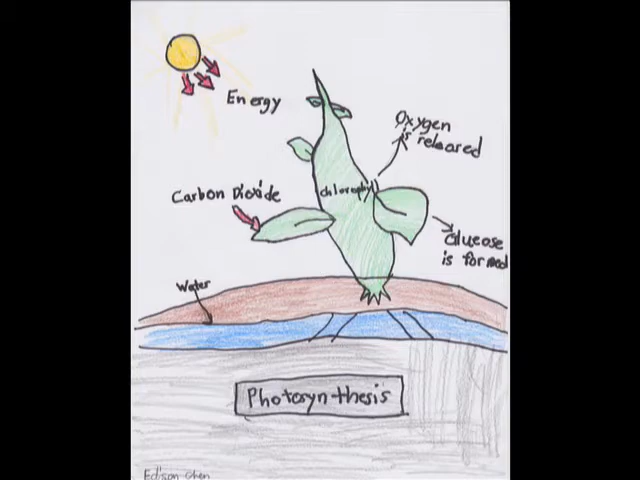 Energy
Oxygen
is released
chlorophyll
Carbon Dioxide
Glucose
is formed
Water
Photosynthesis
Edison Chen